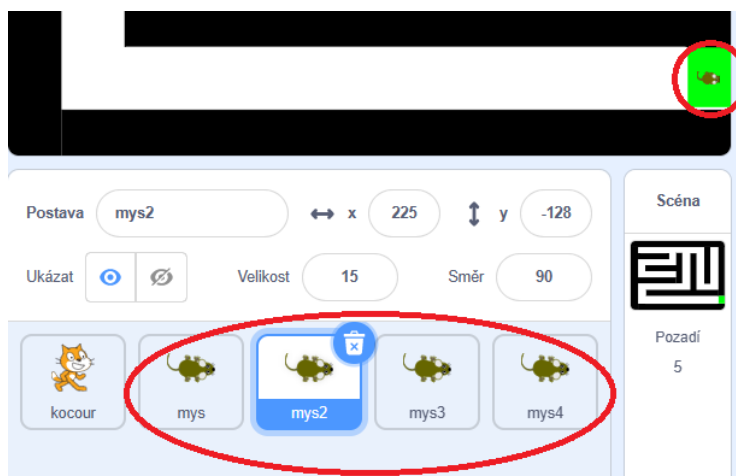 Postava mys2 x 225 y -128
Ukázat Velikost 15 Směr 90
kocour mys mys2 mys3 mys4
Scéna
Pozadí
5